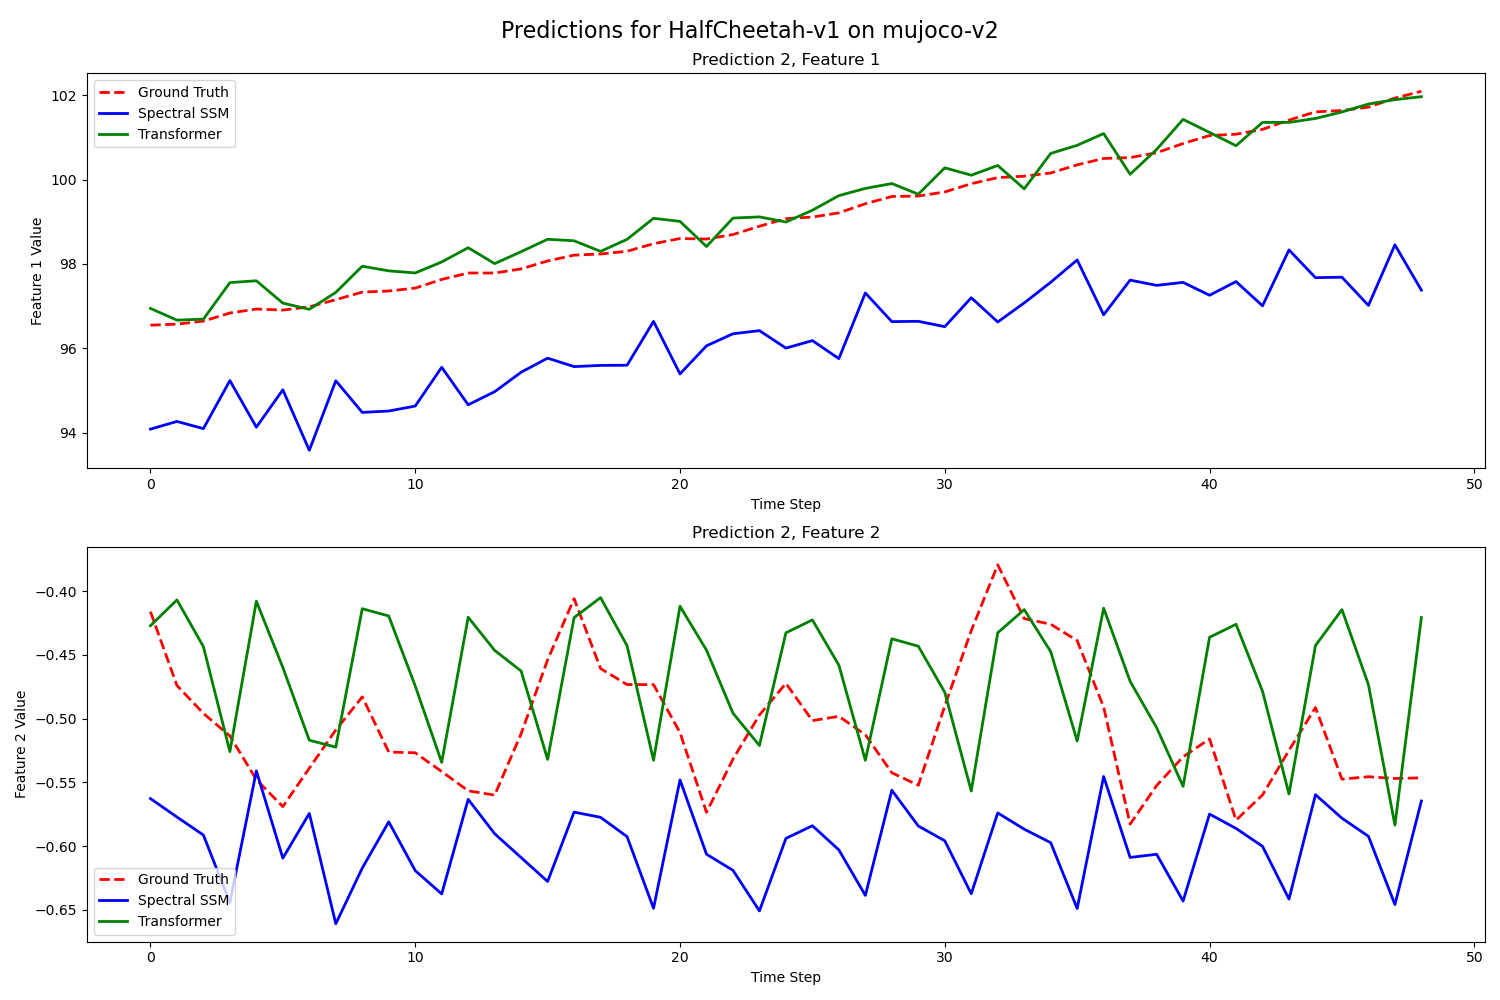 Predictions for HalfCheetah-v1 on mujoco-v2
Prediction 2, Feature 1
Ground Truth
Spectral SSM
Transformer
Feature 1 Value
102
100
98
96
94
0 10 20 30 40 50
Time Step
Prediction 2, Feature 2
Feature 2 Value
−0.40
−0.45
−0.50
−0.55
−0.60
−0.65
Ground Truth
Spectral SSM
Transformer
0 10 20 30 40 50
Time Step